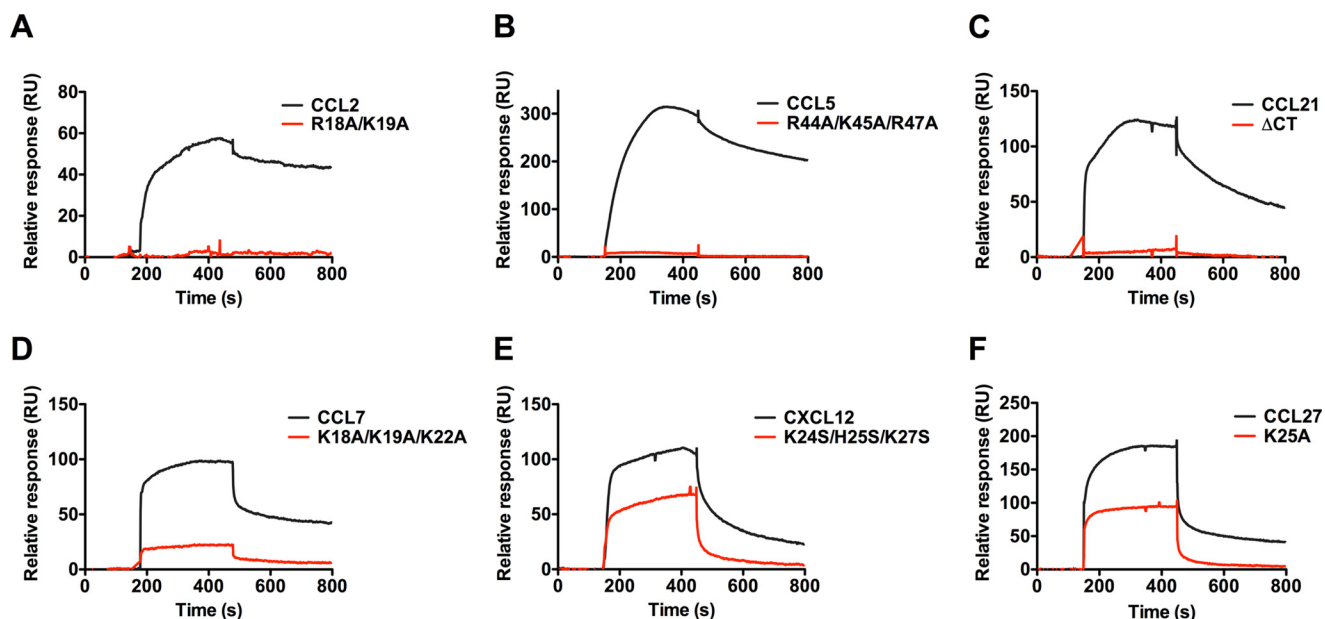 A
B
C
Relative response (RU)
80
60
40
20
0
0
200
400
600
800
Time (s)
CCL2
R18A/K19A
Relative response (RU)
300
200
100
0
0
200
400
600
800
Time (s)
CCL5
R44A/K45A/R47A
Relative response (RU)
150
100
50
0
0
200
400
600
800
Time (s)
CCL21
ΔCT
D
E
F
Relative response (RU)
150
100
50
0
0
200
400
600
800
Time (s)
CCL7
K18A/K19A/K22A
Relative response (RU)
150
100
50
0
0
200
400
600
800
Time (s)
CXCL12
K24S/H25S/K27S
Relative response (RU)
250
200
150
100
50
0
0
200
400
600
800
Time (s)
CCL27
K25A